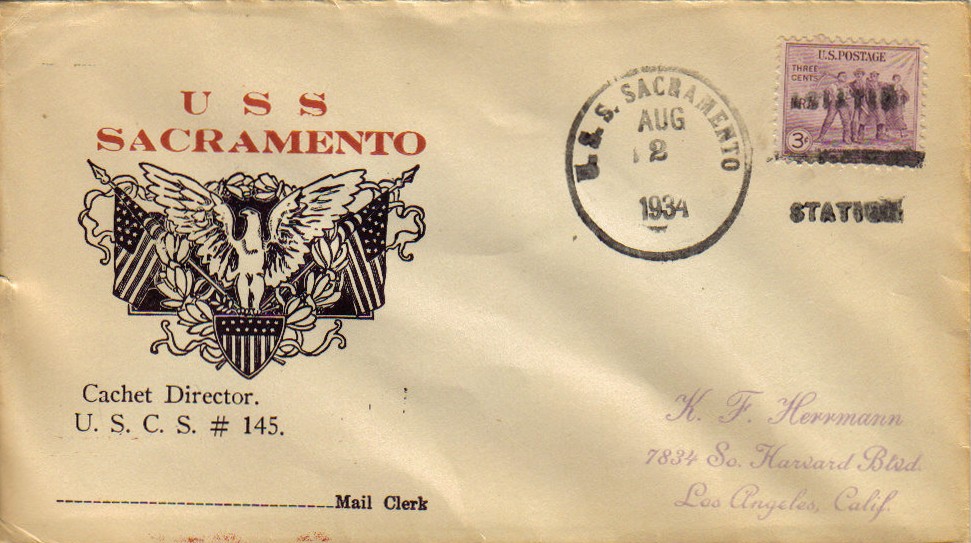 U S S
SACRAMENTO
Cachet Director.
U. S. C. S. # 145.
Mail Clerk
U. S. S. SACRAMENTO
AUG
2
1934
U.S. POSTAGE
THREE
CENTS
NRA
3¢
STATION
K. F. Herrmann
7834 So. Harvard Blvd.
Los Angeles, Calif.